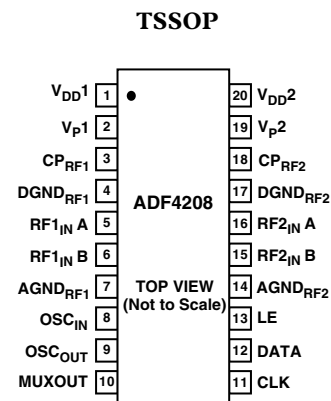 TSSOP
VDD1 1 20 VDD2
VP1 2 19 VP2
CPRF1 3 18 CPRF2
DGNDRF1 4 17 DGNDRF2
ADF4208
RF1IN A 5 16 RF2IN A
RF1IN B 6 15 RF2IN B
AGNDRF1 7 TOP VIEW 14 AGNDRF2
(Not to Scale)
OSCIN 8 13 LE
OSCOUT 9 12 DATA
MUXOUT 10 11 CLK